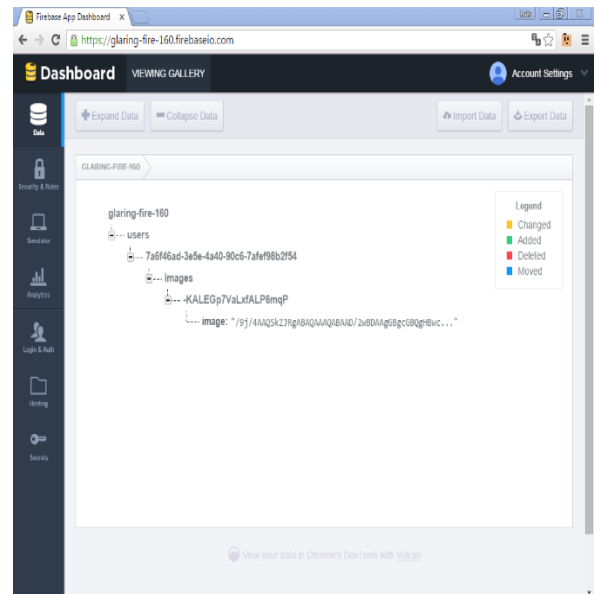 Firebase App Dashboard
https://glaring-fire-160.firebaseio.com
Dashboard VIEWING GALLERY Account Settings
Data
Expand Data Collapse Data Import Data Export Data
Security & Rules
GLARING-FIRE-160
Simulator
Analytics
Login & Auth
Hosting
Secrets
glaring-fire-160
users
7a6f46ad-3e5e-4a40-90c6-7afef98b2f54
images
-KALEGp7VaLxfALP6mqP
image: "/9j/4AAQSkZJRgABAQAAAQABAAD/2wBDAAgGBgcGBQgHBwc..."
Legend
Changed
Added
Deleted
Moved
View your data in Chrome's DevTools with Vulcan